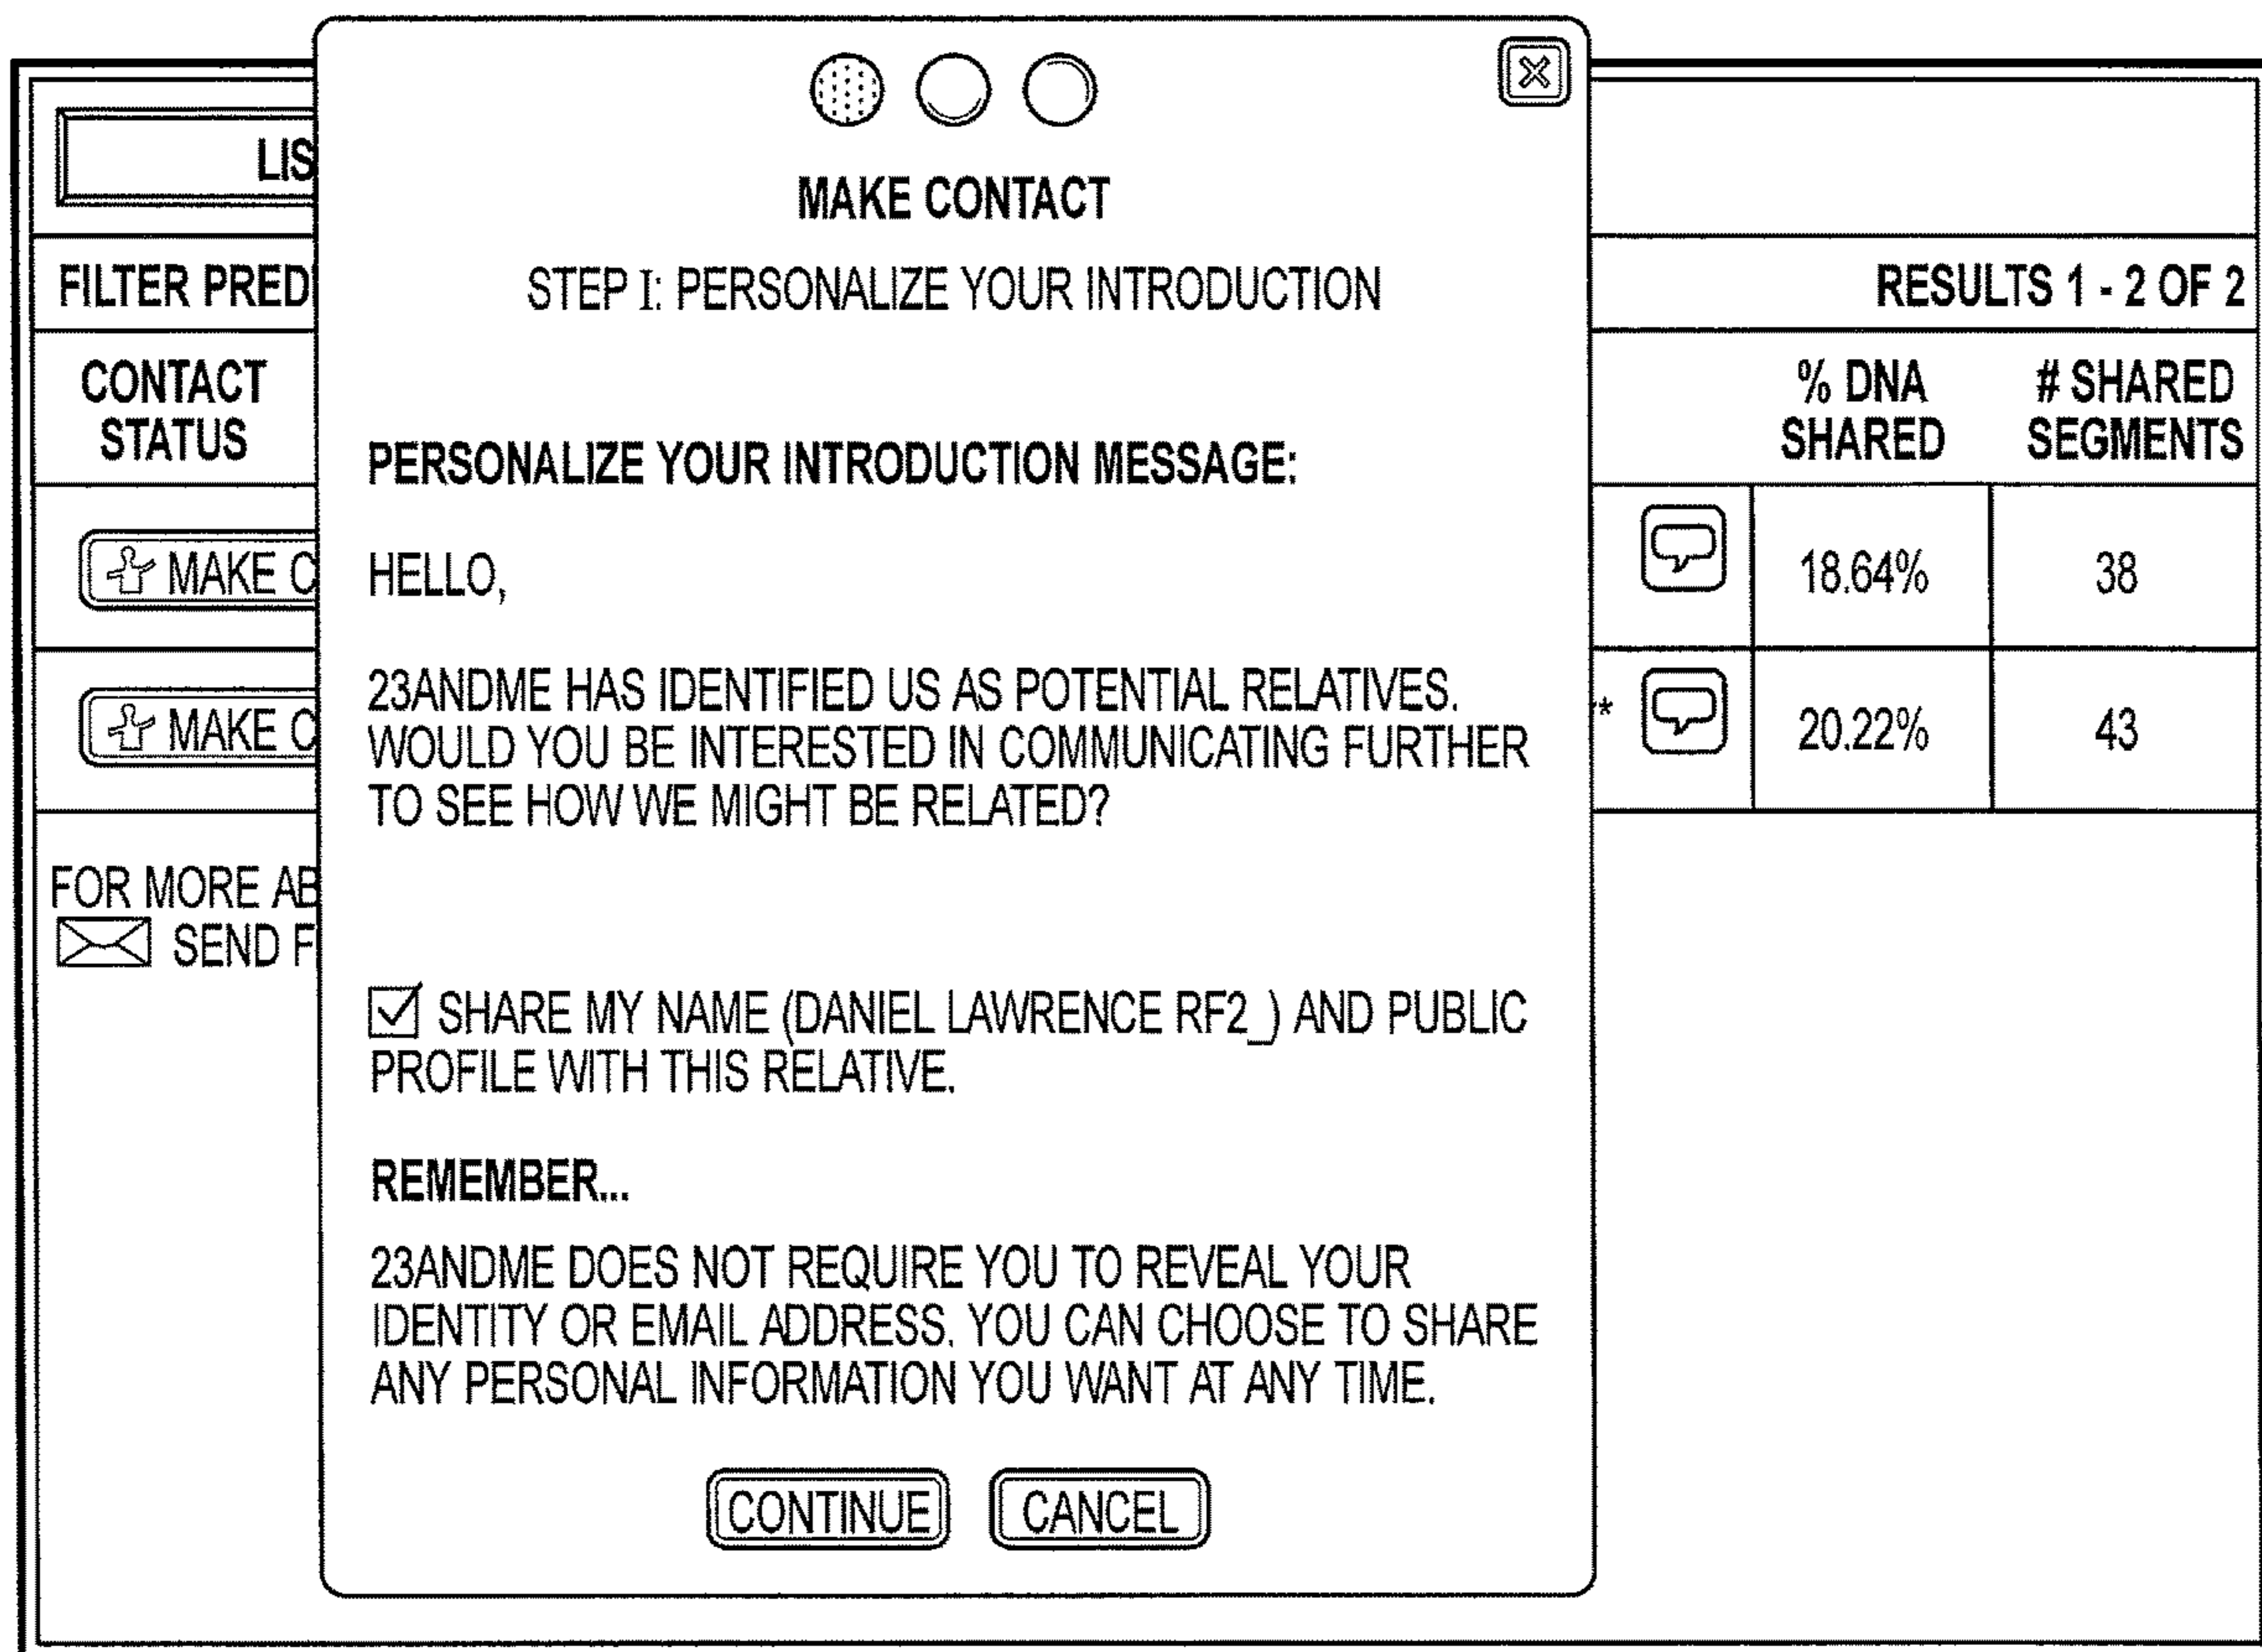 MAKE CONTACT
STEP I: PERSONALIZE YOUR INTRODUCTION
PERSONALIZE YOUR INTRODUCTION MESSAGE:
HELLO,
23ANDME HAS IDENTIFIED US AS POTENTIAL RELATIVES.
WOULD YOU BE INTERESTED IN COMMUNICATING FURTHER
TO SEE HOW WE MIGHT BE RELATED?
SHARE MY NAME (DANIEL LAWRENCE RF2_) AND PUBLIC
PROFILE WITH THIS RELATIVE.
REMEMBER...
23ANDME DOES NOT REQUIRE YOU TO REVEAL YOUR
IDENTITY OR EMAIL ADDRESS. YOU CAN CHOOSE TO SHARE
ANY PERSONAL INFORMATION YOU WANT AT ANY TIME.
CONTINUE CANCEL
LIS
FILTER PRED
RESULTS 1 - 2 OF 2
CONTACT
STATUS
% DNA
SHARED
# SHARED
SEGMENTS
MAKE C
18.64% 38
MAKE C
* 20.22% 43
FOR MORE AB
SEND F